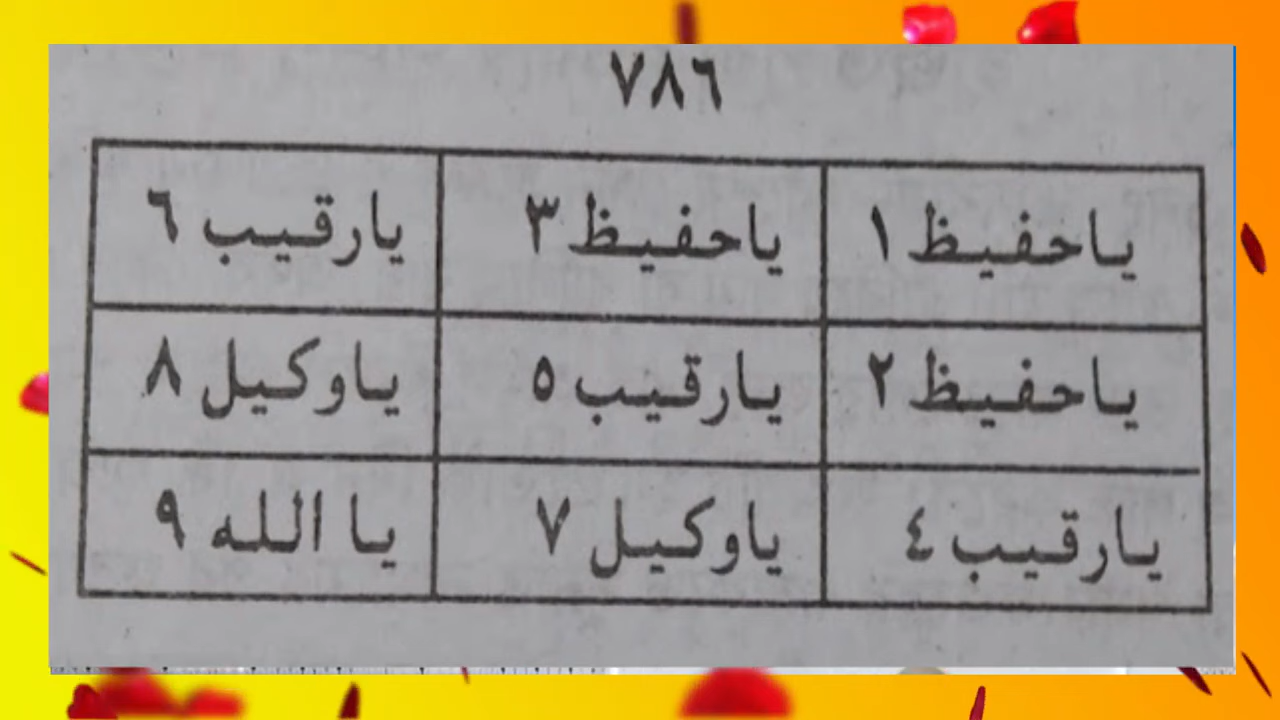 ٧٨٦
ياحفيظ ١ ياحفيظ ٣ يارقيب ٦
ياحفيظ ٢ يارقيب ٥ ياوكيل ٨
يارقيب ٤ ياوكيل ٧ يا الله ٩